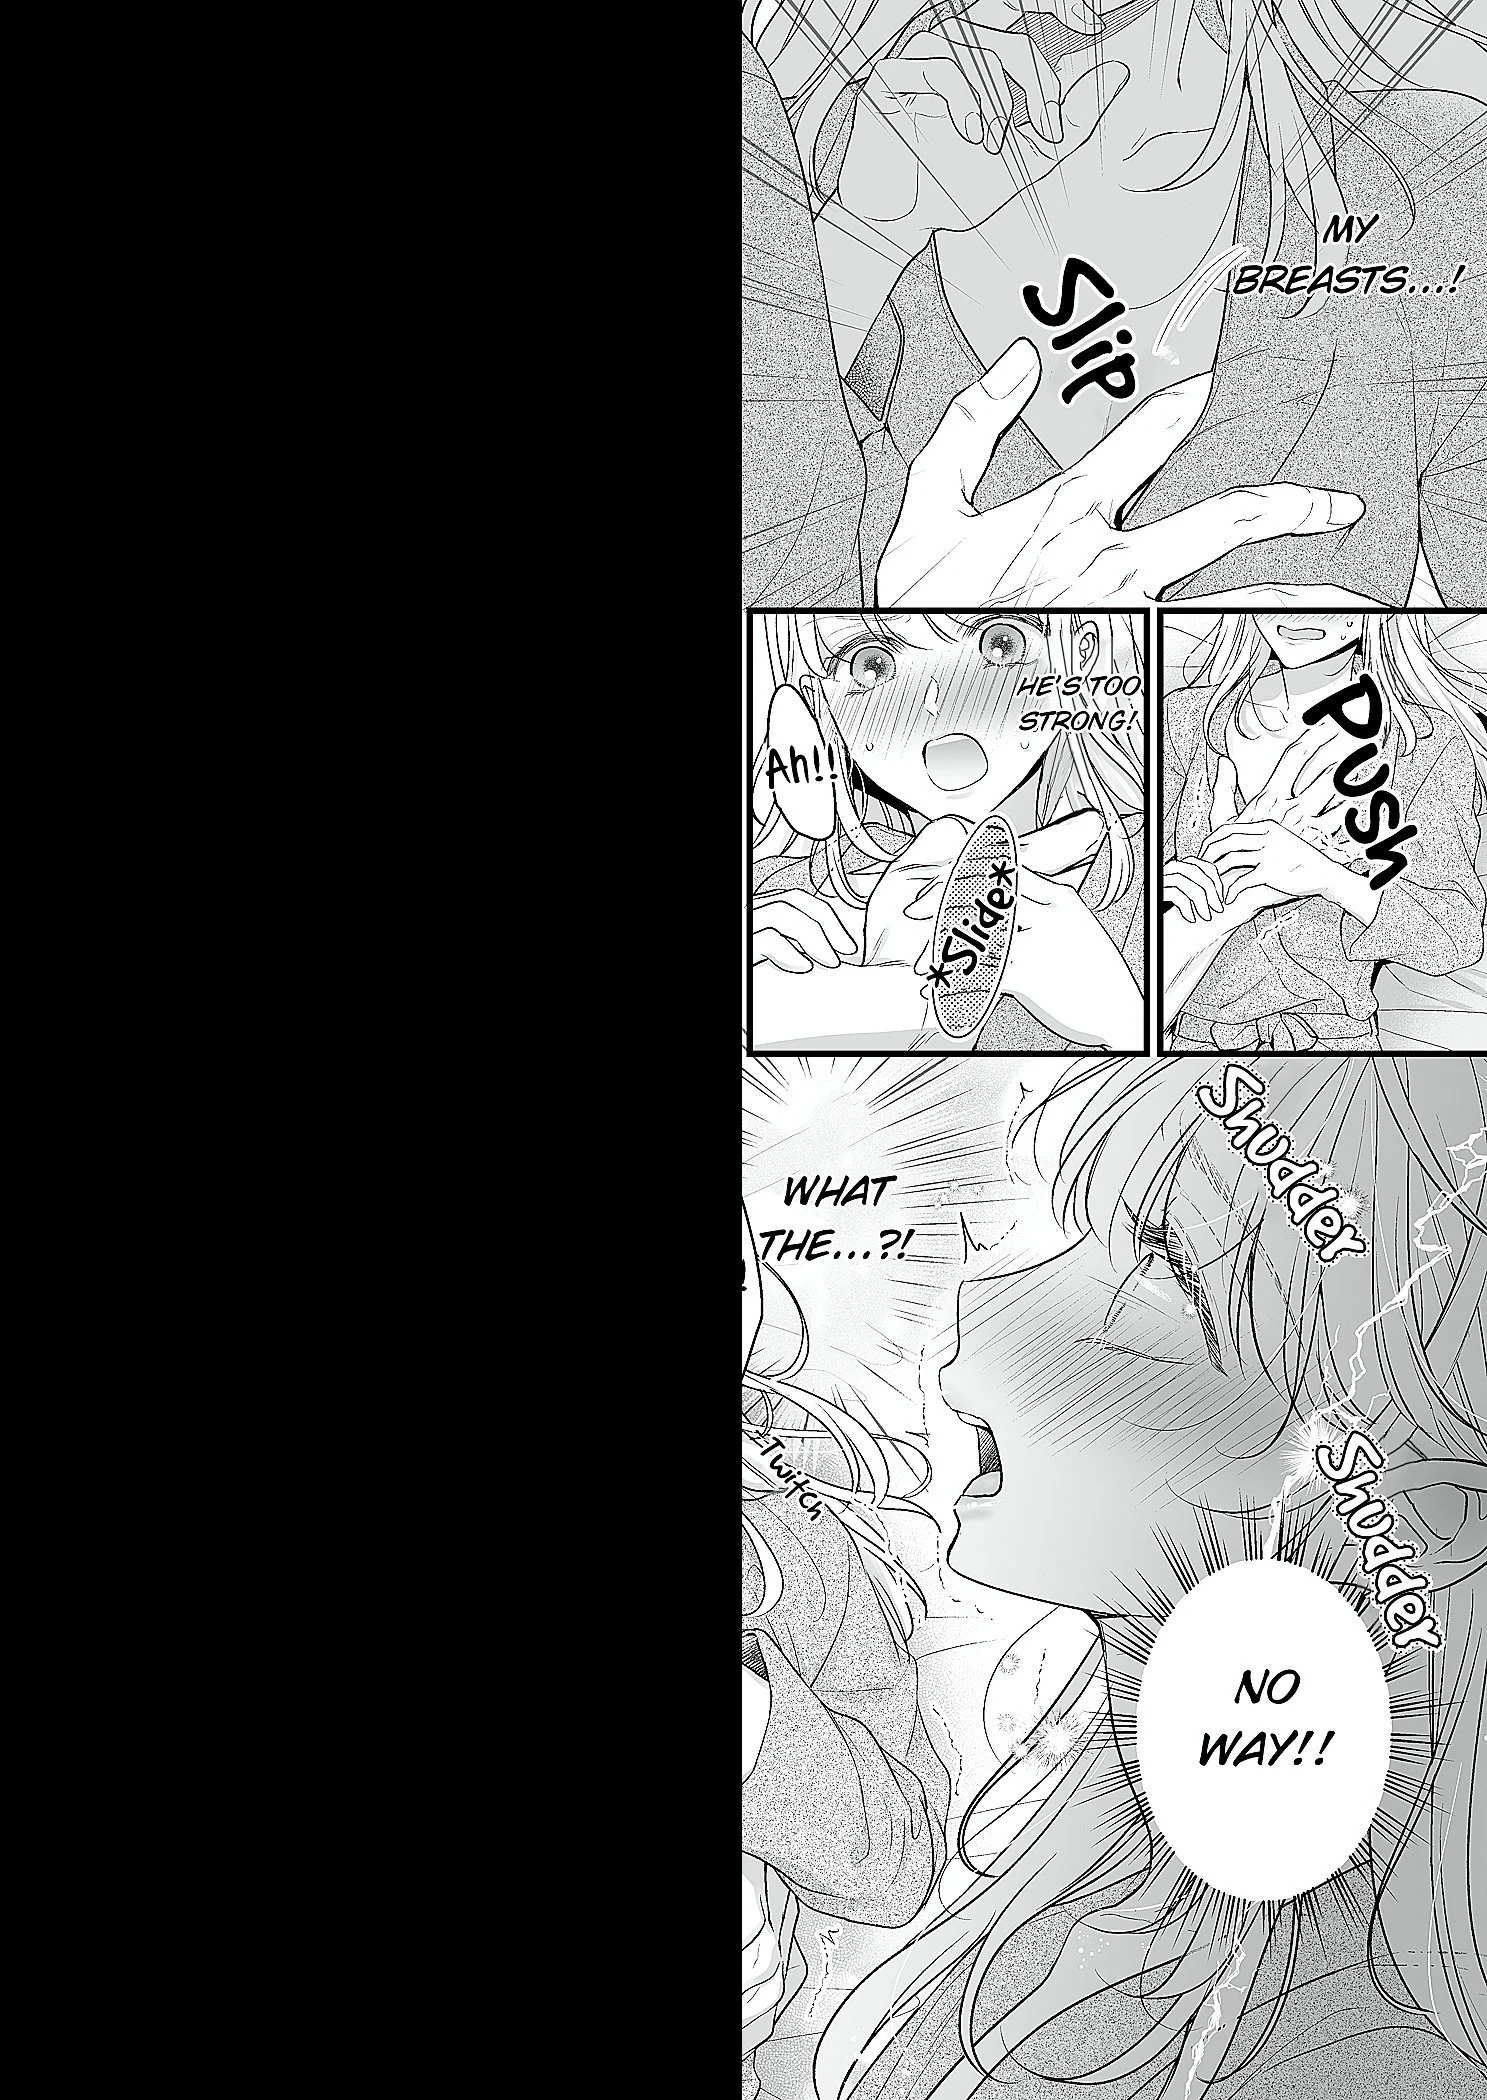 MY
BREASTS...!
Slip
Push
HE'S TOO
STRONG!
Ah!!
*Slide*
Shudder
WHAT
THE...?!
Shudder
Twitch
NO
WAY!!